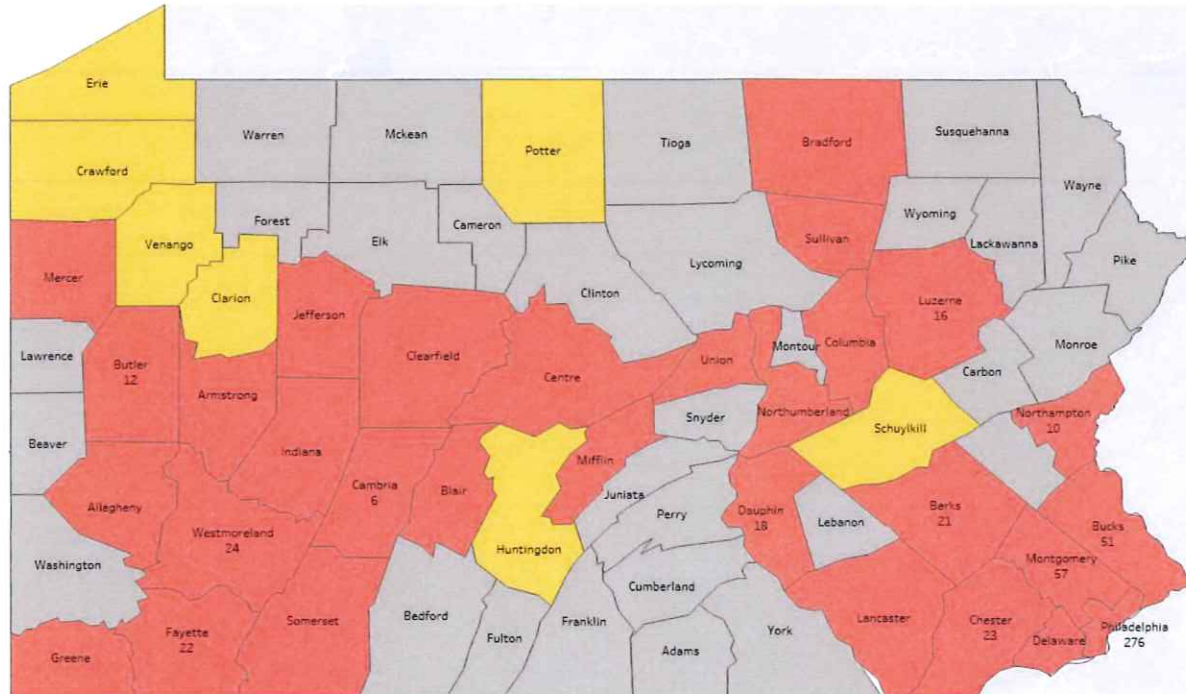 Erie
Warren
Mckean
Potter
Tioga
Bradford
Susquehanna
Crawford
Wayne
Wyoming
Forest
Cameron
Sullivan
Lackawanna
Venango
Elk
Lycoming
Pike
Mercer
Clarion
Clinton
Luzerne
16
Jefferson
Montour
Columbia
Monroe
Lawrence
Butler
12
Clearfield
Centre
Union
Carbon
Armstrong
Snyder
Northumberland
Northampton
10
Schuylkill
Beaver
Indiana
Mifflin
Cambria
6
Blair
Juniata
Allegheny
Perry
Dauphin
18
Lebanon
Berks
21
Bucks
51
Westmoreland
24
Huntingdon
Montgomery
57
Washington
Cumberland
Bedford
Somerset
Fulton
Franklin
Lancaster
Chester
23
Philadelphia
276
Fayette
22
York
Delaware
Adams
Greene